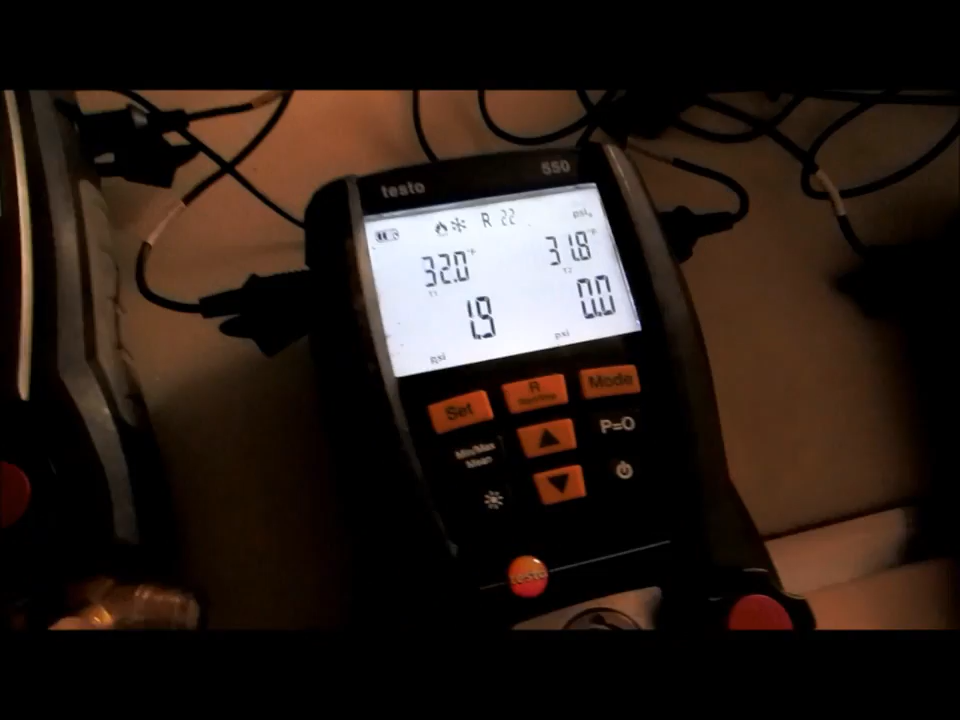 testo 550
R 22 psi
32.0 °F 31.8 °F
T1 T2
1.9 0.0
psi psi
Set R Mode
Min/Max P=0
Mean
testo